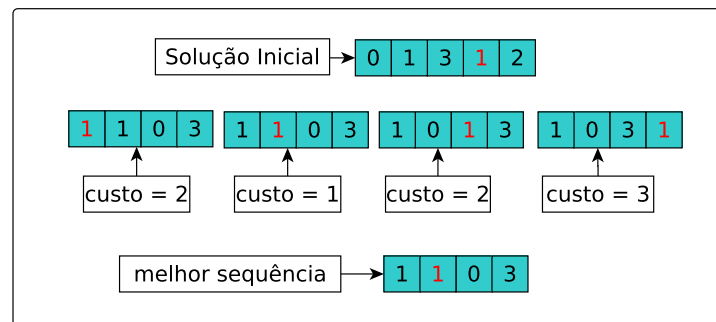 Solução Inicial 0 1 3 1 2
1 1 0 3 1 1 0 3 1 0 1 3 1 0 3 1
custo = 2 custo = 1 custo = 2 custo = 3
melhor sequência 1 1 0 3